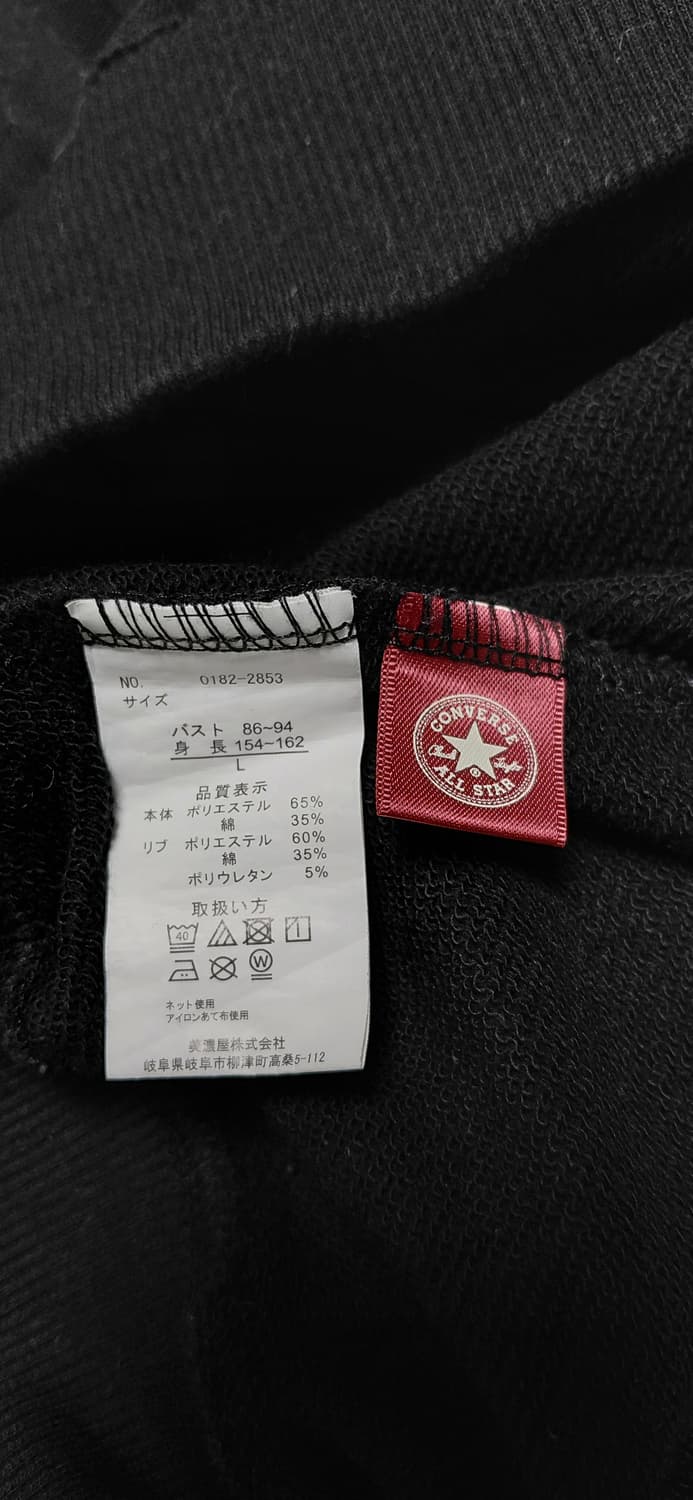 NO. 0182-2853
サイズ
バスト 86~94
身 長 154~162
L
品質表示
本体 ポリエステル 65%
綿 35%
リブ ポリエステル 60%
綿 35%
ポリウレタン 5%
取扱い方
40
W
ネット使用
アイロンあて布使用
美濃屋株式会社
岐阜県岐阜市柳津町高桑5-112
CONVERSE
Chuck Taylor
ALL STAR